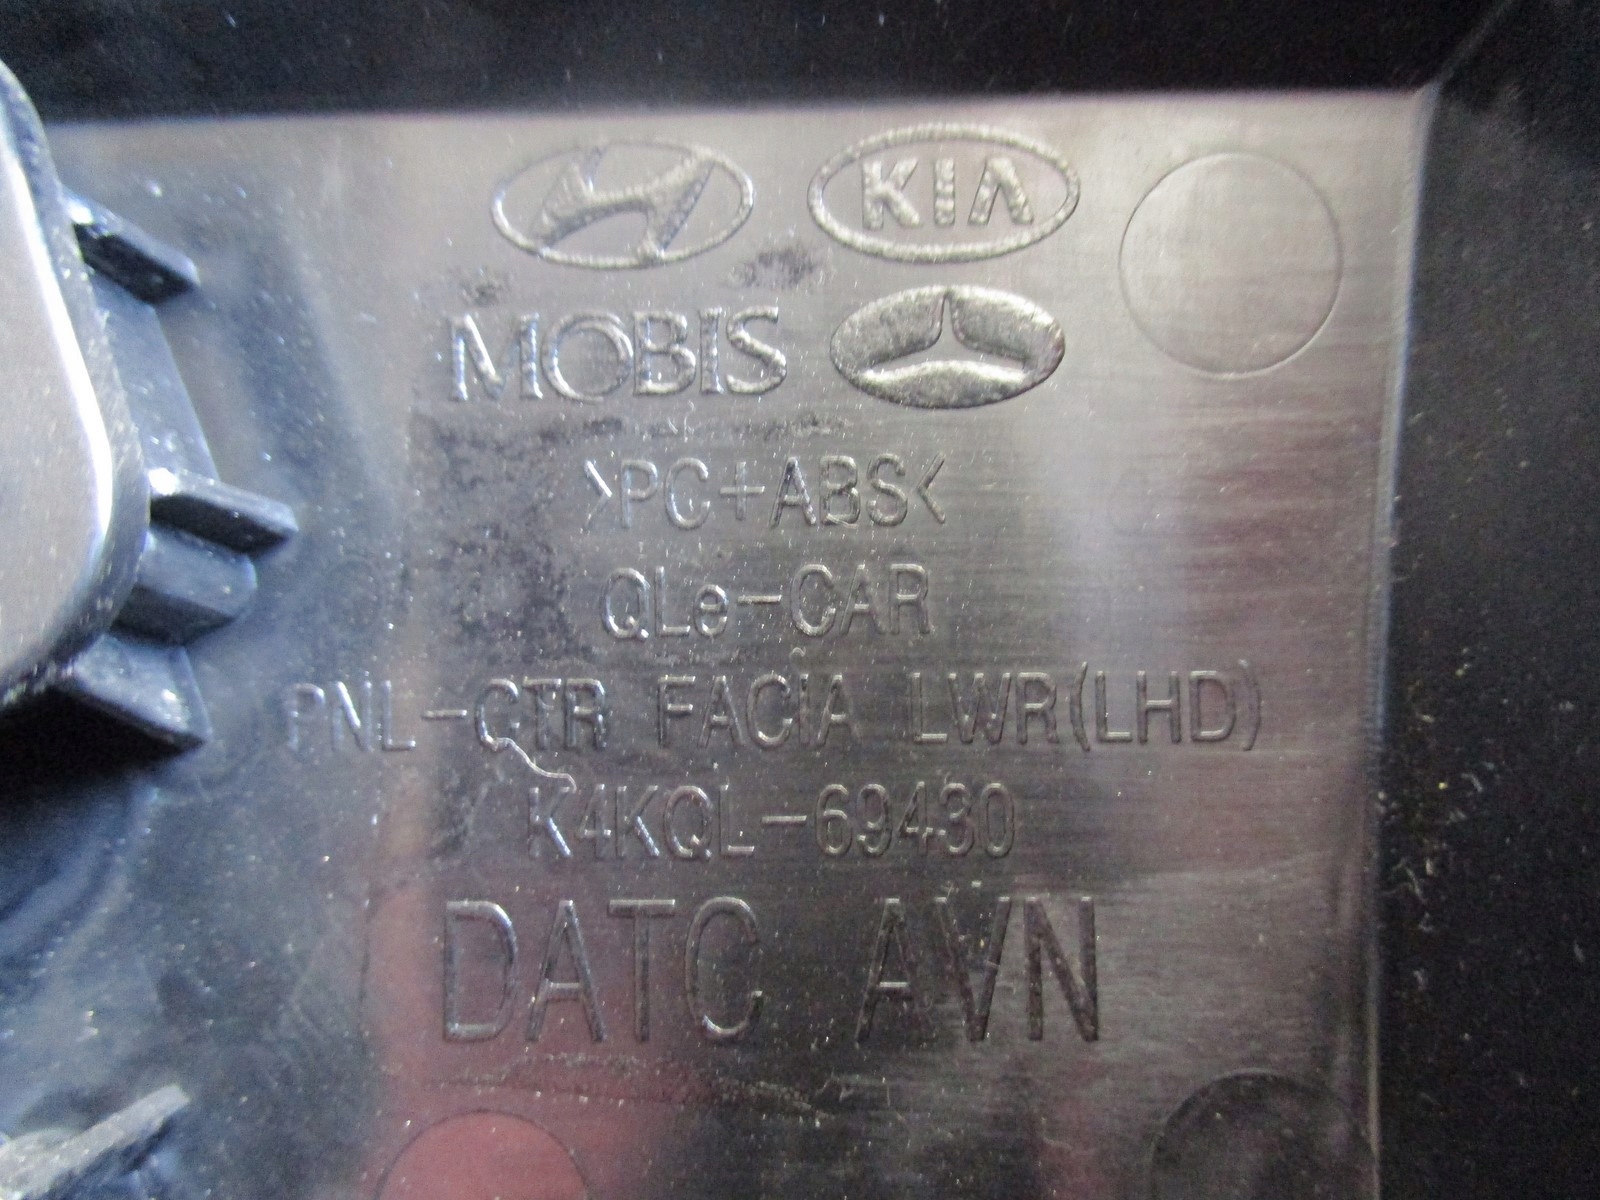 KIA
MOBIS
>PC+ABS<
QLe-CAR
PNL-CTR FACIA LWR(LHD)
K4KQL-69430
DATC AVN